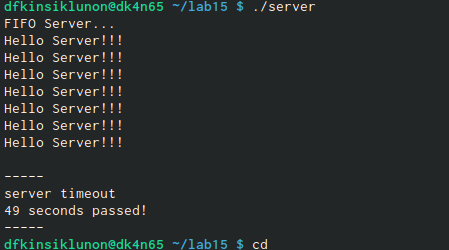 dfkinsiklunon@dk4n65 ~/lab15 $ ./server
FIFO Server...
Hello Server!!!
Hello Server!!!
Hello Server!!!
Hello Server!!!
Hello Server!!!
Hello Server!!!
Hello Server!!!
-----
server timeout
49 seconds passed!
-----
dfkinsiklunon@dk4n65 ~/lab15 $ cd